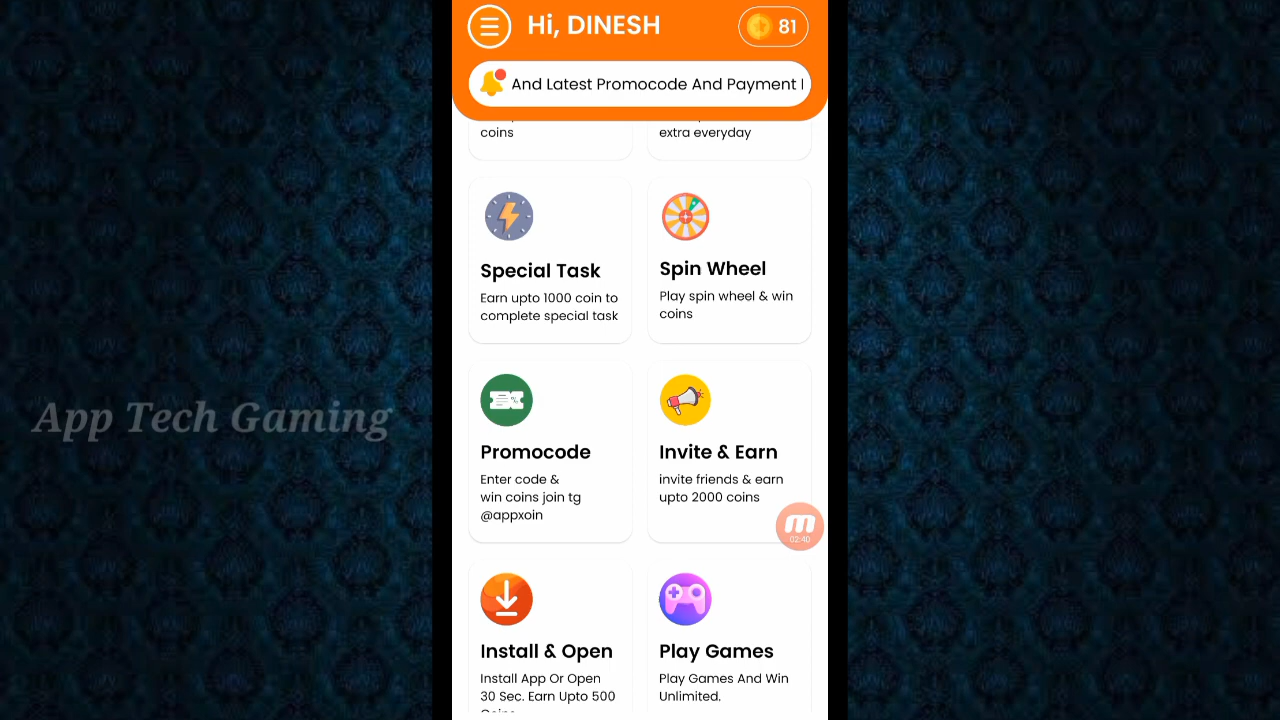 Hi, DINESH
81
And Latest Promocode And Payment
coins
extra everyday
Special Task
Earn upto 1000 coin to
complete special task
Spin Wheel
Play spin wheel & win
coins
App Tech Gaming
Promocode
Enter code &
win coins join tg
@appxoin
Invite & Earn
invite friends & earn
upto 2000 coins
02:40
Install & Open
Install App Or Open
30 Sec. Earn Upto 500
Play Games
Play Games And Win
Unlimited.